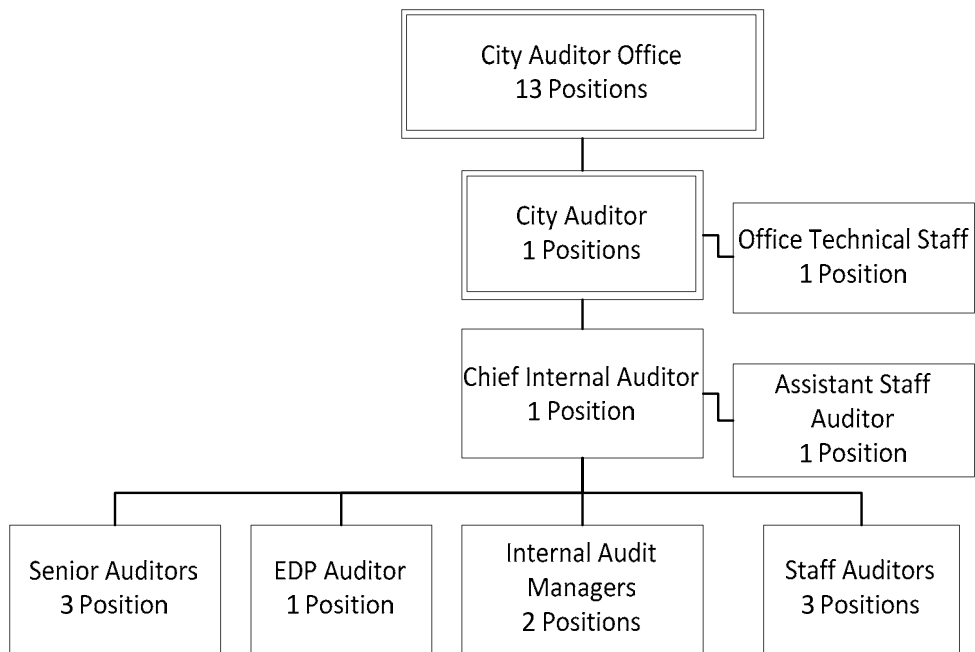 City Auditor Office
13 Positions
City Auditor
1 Positions
Office Technical Staff
1 Position
Chief Internal Auditor
1 Position
Assistant Staff
Auditor
1 Position
Senior Auditors
3 Position
EDP Auditor
1 Position
Internal Audit
Managers
2 Positions
Staff Auditors
3 Positions